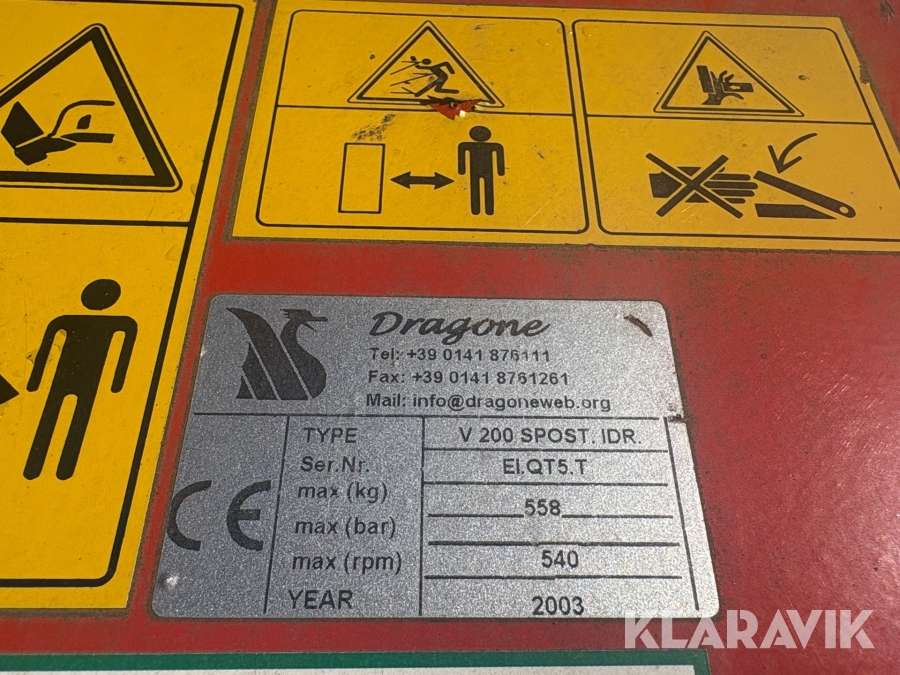 Dragone
Tel: +39 0141 876111
Fax: +39 0141 8761261
Mail: info@dragoneweb.org
TYPE V 200 SPOST. IDR.
Ser.Nr. EI.QT5.T
max (kg) 558
max (bar)
max (rpm) 540
YEAR 2003
CE
KLARAVIK